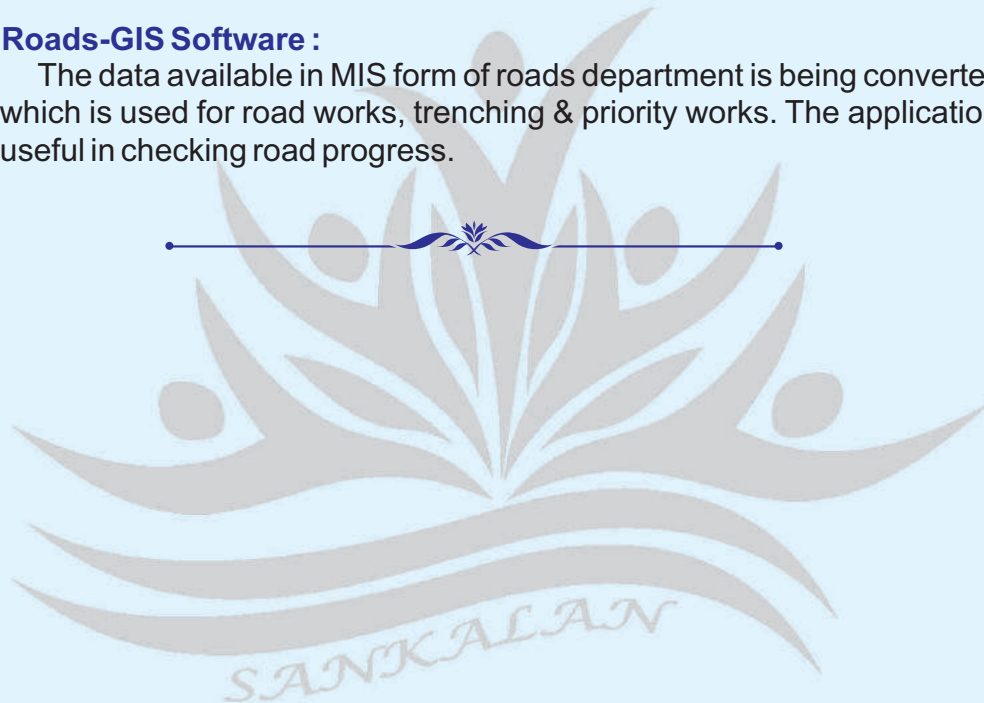 Roads-GIS Software :
The data available in MIS form of roads department is being converte
which is used for road works, trenching & priority works. The applicatio
useful in checking road progress.
SANKALAN